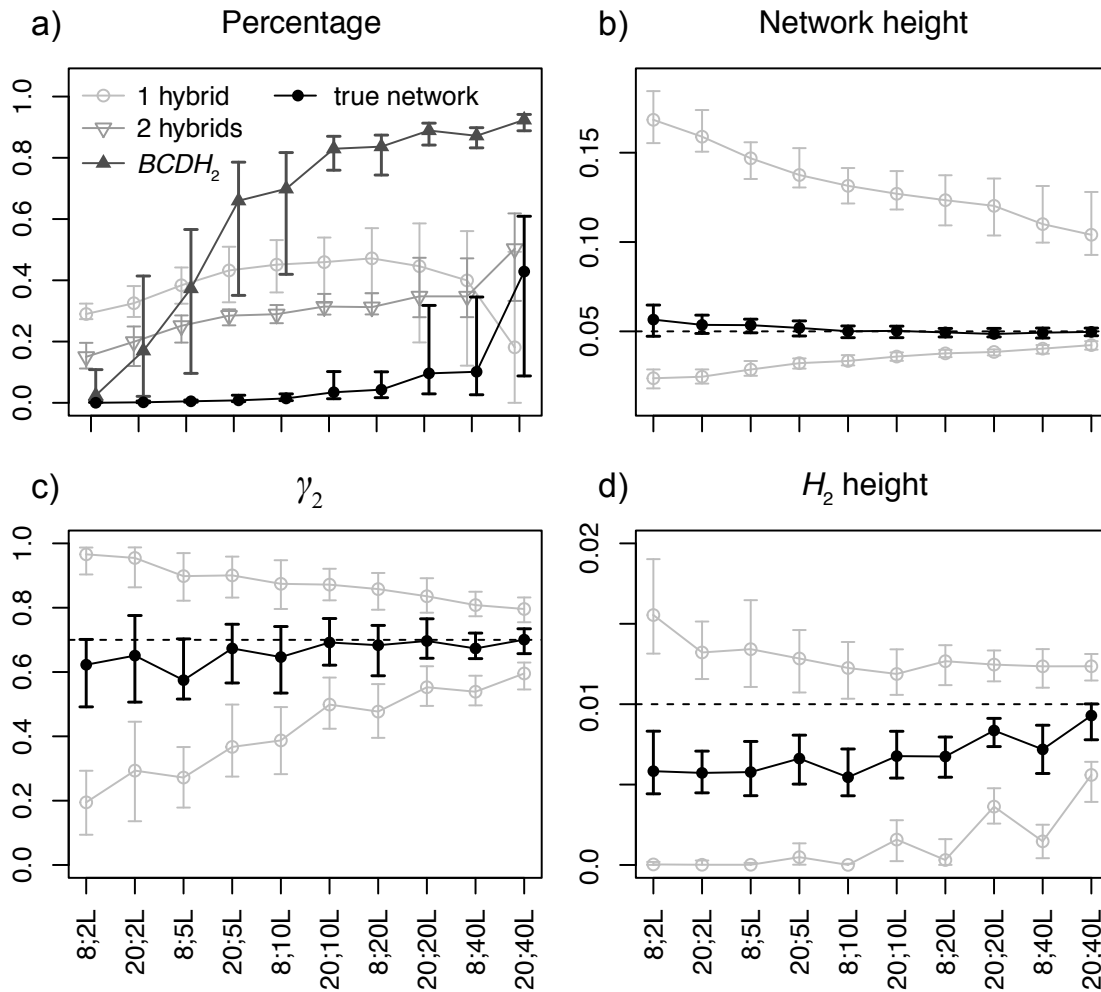 a) Percentage
1 hybrid
true network
2 hybrids
BCDH₂
0.0 0.2 0.4 0.6 0.8 1.0
b) Network height
0.05 0.10 0.15
c) γ₂
0.0 0.2 0.4 0.6 0.8 1.0
8;2L 20;2L 8;5L 20;5L 8;10L 20;10L 8;20L 20;20L 8;40L 20;40L
d) H₂ height
0.0 0.01 0.02
8;2L 20;2L 8;5L 20;5L 8;10L 20;10L 8;20L 20;20L 8;40L 20;40L